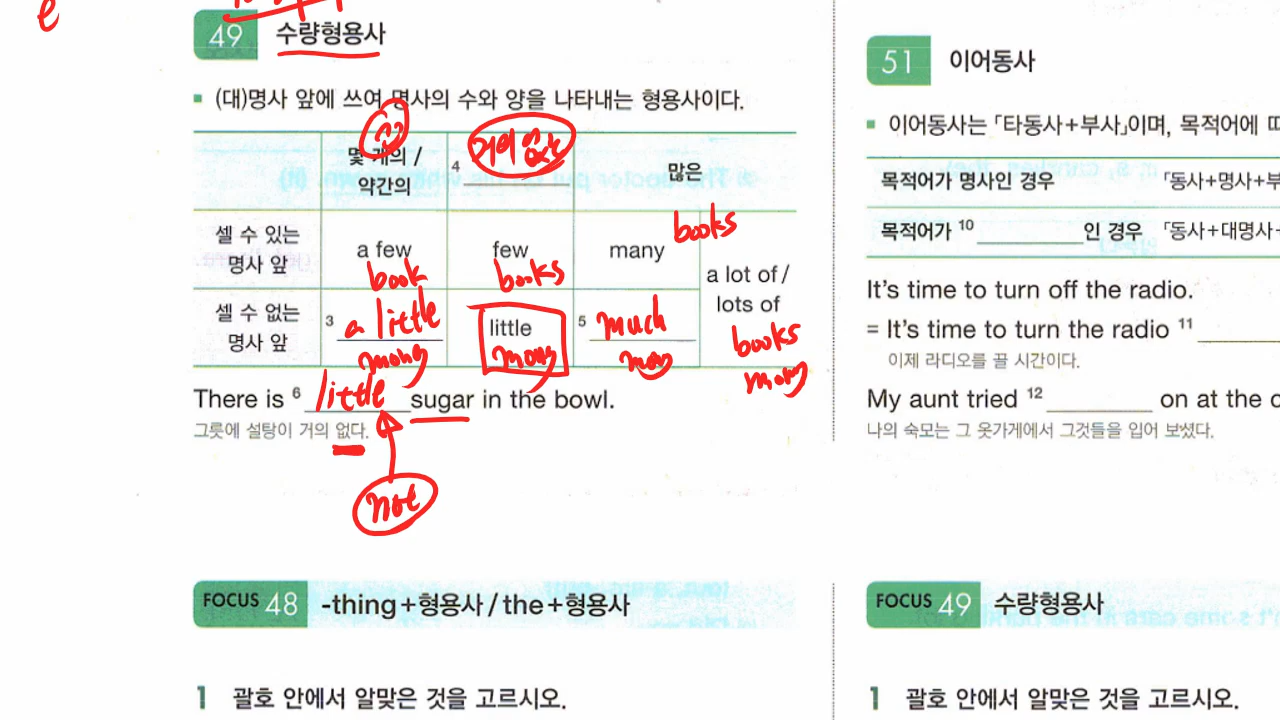 e
49 수량형용사
(대)명사 앞에 쓰여 명사의 수와 양을 나타내는 형용사이다.
몇 개의 /
약간의
4 거의 없는
많은
셀 수 있는
명사 앞
a few
book
few
books
many
books
a lot of /
lots of
books
셀 수 없는
명사 앞
3 a little
little
5 much
There is 6 little sugar in the bowl.
그릇에 설탕이 거의 없다.
not
51 이어동사
이어동사는 「타동사+부사」이며, 목적어에
목적어가 명사인 경우 「동사+명사+부
목적어가 10 인 경우 「동사+대명사+
It's time to turn off the radio.
= It's time to turn the radio 11
이제 라디오를 끌 시간이다.
My aunt tried 12 on at the
나의 숙모는 그 옷가게에서 그것들을 입어 보셨다.
FOCUS 48 -thing+형용사 / the+형용사
1 괄호 안에서 알맞은 것을 고르시오.
FOCUS 49 수량형용사
1 괄호 안에서 알맞은 것을 고르시오.